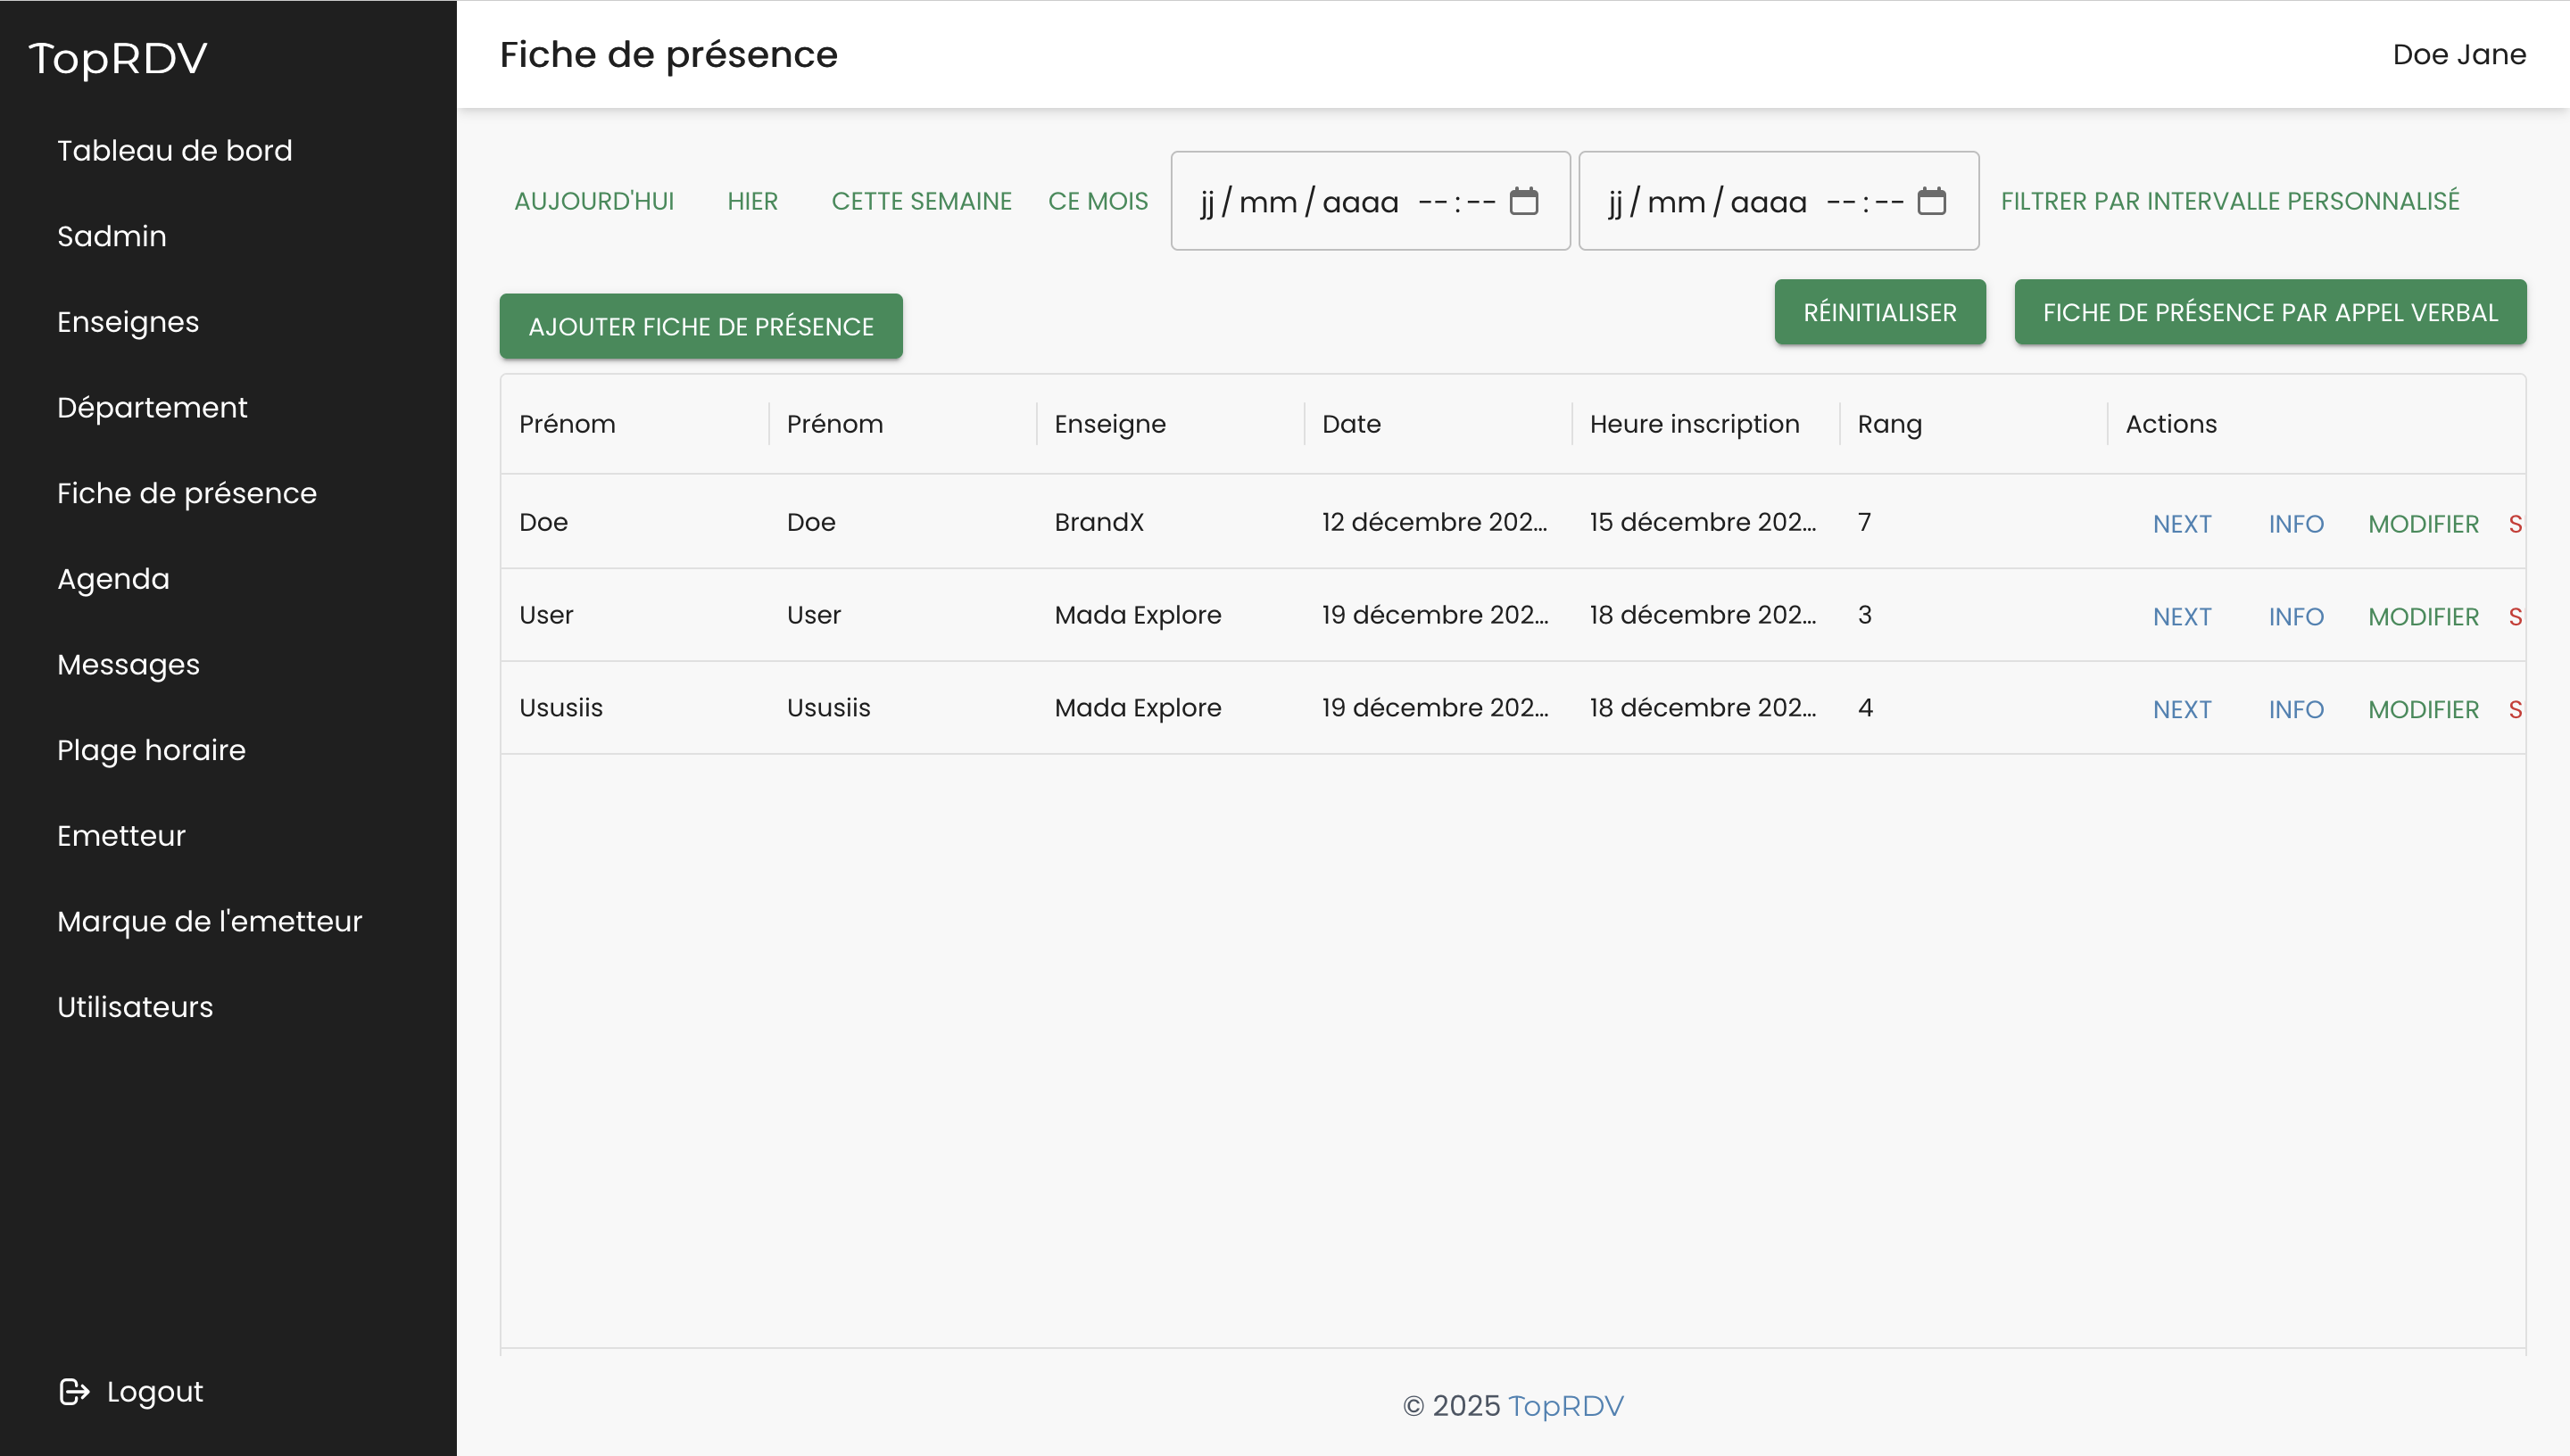 TopRDV
Tableau de bord
Sadmin
Enseignes
Département
Fiche de présence
Agenda
Messages
Plage horaire
Emetteur
Marque de l'emetteur
Utilisateurs
Logout
Fiche de présence
Doe Jane
AUJOURD'HUI HIER CETTE SEMAINE CE MOIS jj/mm/aaaa --:-- jj/mm/aaaa --:-- FILTRER PAR INTERVALLE PERSONNALISÉ
AJOUTER FICHE DE PRÉSENCE RÉINITIALISER FICHE DE PRÉSENCE PAR APPEL VERBAL
Prénom Prénom Enseigne Date Heure inscription Rang Actions
Doe Doe BrandX 12 décembre 202... 15 décembre 202... 7 NEXT INFO MODIFIER S
User User Mada Explore 19 décembre 202... 18 décembre 202... 3 NEXT INFO MODIFIER S
Ususiis Ususiis Mada Explore 19 décembre 202... 18 décembre 202... 4 NEXT INFO MODIFIER S
© 2025 TopRDV